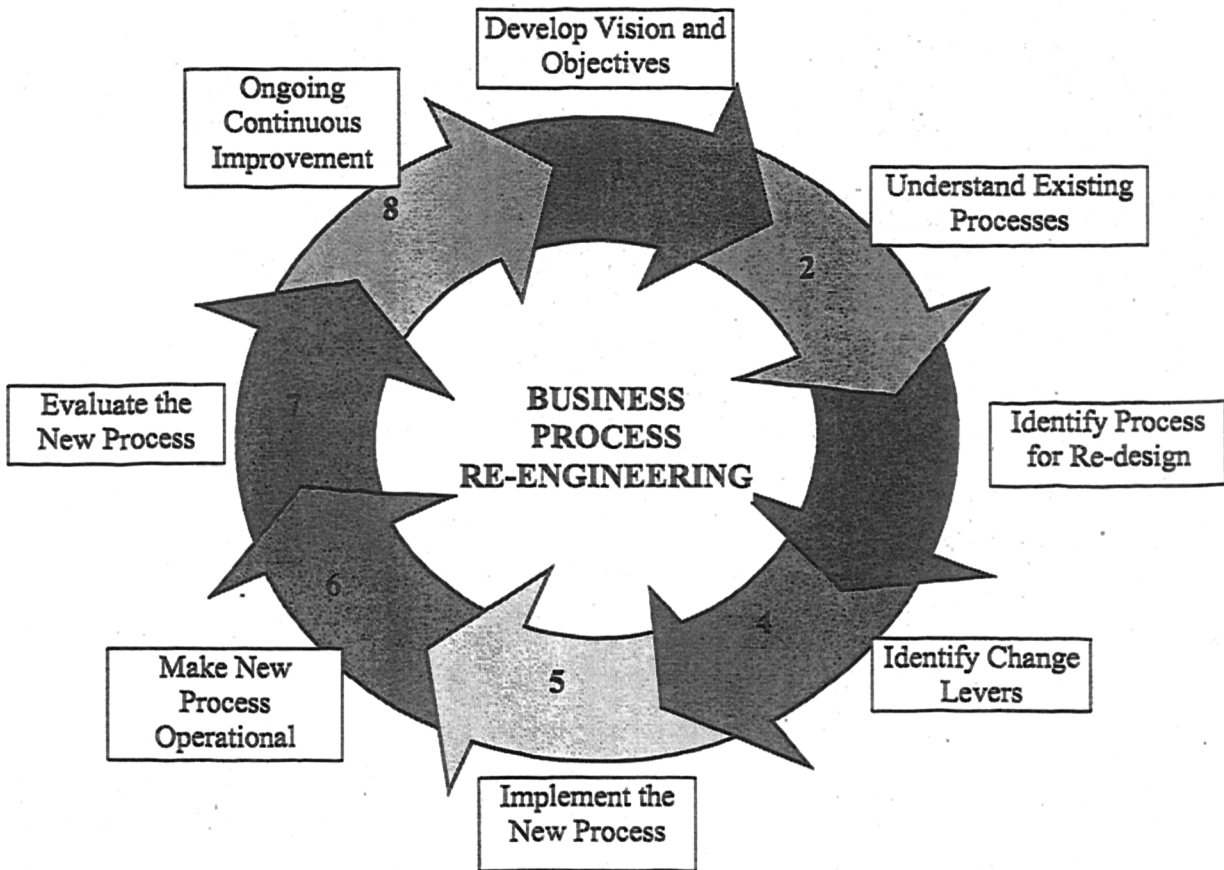 Develop Vision and
Objectives
Understand Existing
Processes
2
Identify Process
for Re-design
Identify Change
Levers
4
Implement the
New Process
5
Make New
Process
Operational
6
Evaluate the
New Process
7
Ongoing
Continuous
Improvement
8
BUSINESS
PROCESS
RE-ENGINEERING